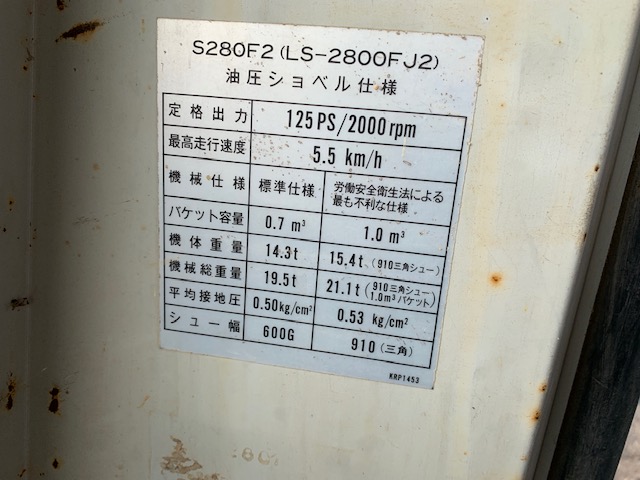 S280F2 (LS-2800FJ2)
油圧ショベル仕様
定格出力 125PS/2000rpm
最高走行速度 5.5 km/h
機械仕様 標準仕様 労働安全衛生法による
最も不利な仕様
バケット容量 0.7 m³ 1.0 m³
機体重量 14.3t 15.4t (910三角シュー)
機械総重量 19.5t 21.1t (910三角シュー
1.0m³バケット)
平均接地圧 0.50kg/cm² 0.53 kg/cm²
シュー幅 600G 910 (三角)
KRP1453